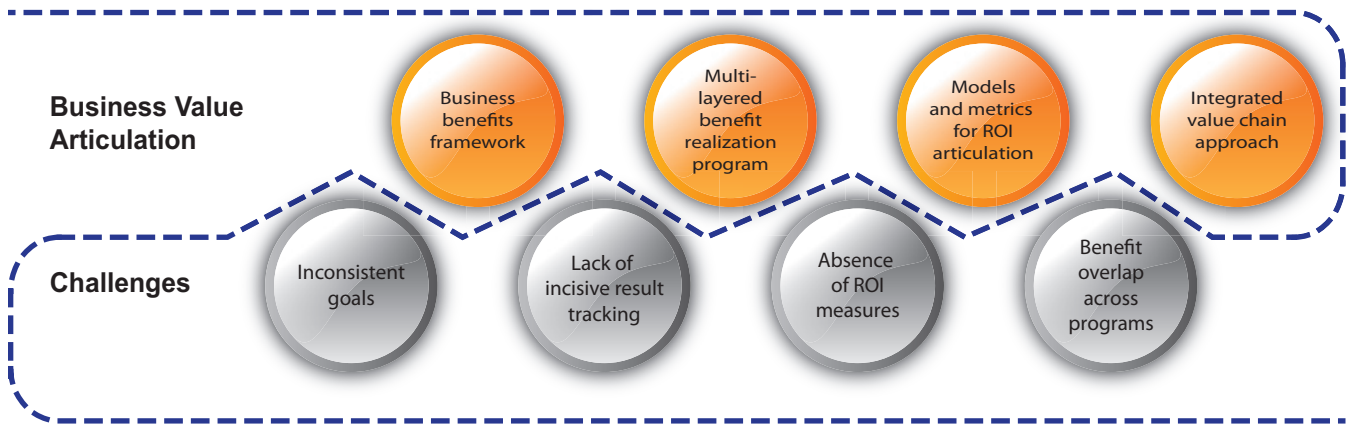 Business Value
Articulation
Business
benefits
framework
Multi-
layered
benefit
realization
program
Models
and metrics
for ROI
articulation
Integrated
value chain
approach
Challenges
Inconsistent
goals
Lack of
incisive result
tracking
Absence
of ROI
measures
Benefit
overlap
across
programs